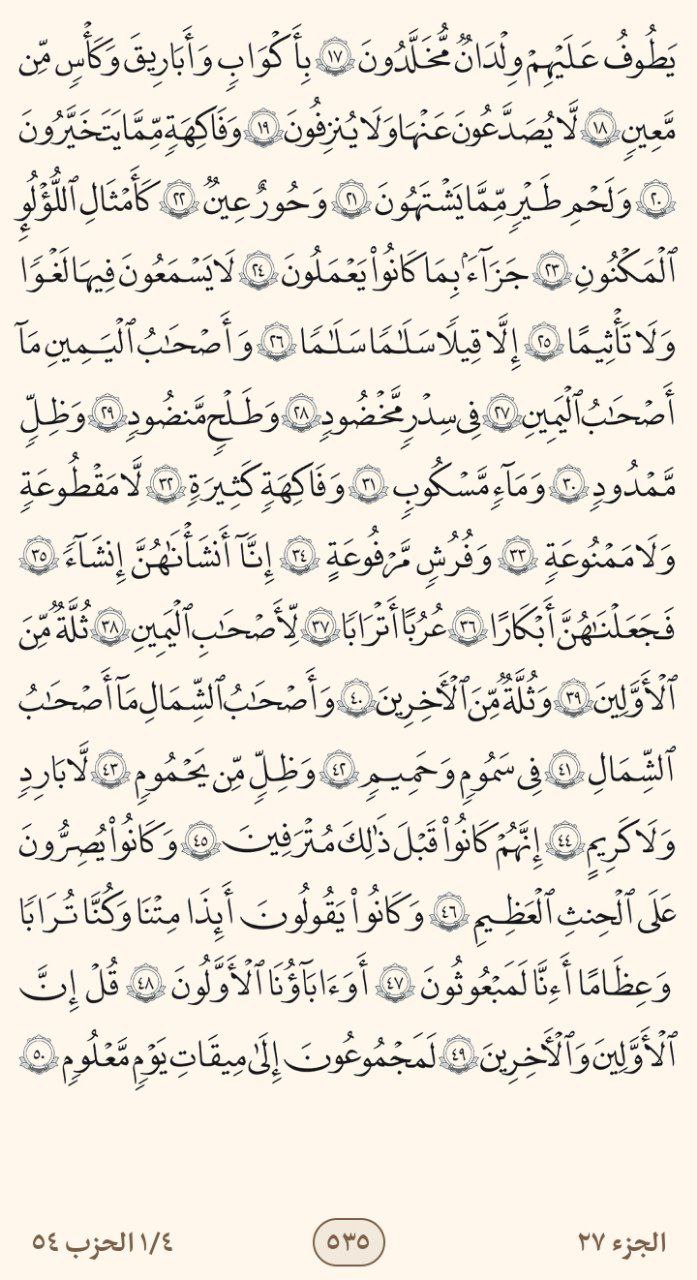 يَطُوفُ عَلَيۡهِمۡ وِلۡدَٰنٞ مُّخَلَّدُونَ ١٧ بِأَكۡوَابٖ وَأَبَارِيقَ وَكَأۡسٖ مِّن
مَّعِينٖ ١٨ لَّا يُصَدَّعُونَ عَنۡهَا وَلَا يُنزِفُونَ ١٩ وَفَٰكِهَةٖ مِّمَّا يَتَخَيَّرُونَ
٢٠ وَلَحۡمِ طَيۡرٖ مِّمَّا يَشۡتَهُونَ ٢١ وَحُورٌ عِينٞ ٢٢ كَأَمۡثَٰلِ ٱللُّؤۡلُوِٕ
ٱلۡمَكۡنُونِ ٢٣ جَزَآءَۢ بِمَا كَانُواْ يَعۡمَلُونَ ٢٤ لَا يَسۡمَعُونَ فِيهَا لَغۡوٗا
وَلَا تَأۡثِيمًا ٢٥ إِلَّا قِيلٗا سَلَٰمٗا سَلَٰمٗا ٢٦ وَأَصۡحَٰبُ ٱلۡيَمِينِ مَآ
أَصۡحَٰبُ ٱلۡيَمِينِ ٢٧ فِي سِدۡرٖ مَّخۡضُودٖ ٢٨ وَطَلۡحٖ مَّنضُودٖ ٢٩ وَظِلّٖ
مَّمۡدُودٖ ٣٠ وَمَآءٖ مَّسۡكُوبٖ ٣١ وَفَٰكِهَةٖ كَثِيرَةٖ ٣٢ لَّا مَقۡطُوعَةٖ
وَلَا مَمۡنُوعَةٖ ٣٣ وَفُرُشٖ مَّرۡفُوعَةٍ ٣٤ إِنَّآ أَنشَأۡنَٰهُنَّ إِنشَآءٗ ٣٥
فَجَعَلۡنَٰهُنَّ أَبۡكَارًا ٣٦ عُرُبًا أَتۡرَابٗا ٣٧ لِّأَصۡحَٰبِ ٱلۡيَمِينِ ٣٨ ثُلَّةٞ مِّنَ
ٱلۡأَوَّلِينَ ٣٩ وَثُلَّةٞ مِّنَ ٱلۡأٓخِرِينَ ٤٠ وَأَصۡحَٰبُ ٱلشِّمَالِ مَآ أَصۡحَٰبُ
ٱلشِّمَالِ ٤١ فِي سَمُومٖ وَحَمِيمٖ ٤٢ وَظِلّٖ مِّن يَحۡمُومٖ ٤٣ لَّا بَارِدٖ
وَلَا كَرِيمٍ ٤٤ إِنَّهُمۡ كَانُواْ قَبۡلَ ذَٰلِكَ مُتۡرَفِينَ ٤٥ وَكَانُواْ يُصِرُّونَ
عَلَى ٱلۡحِنثِ ٱلۡعَظِيمِ ٤٦ وَكَانُواْ يَقُولُونَ أَئِذَا مِتۡنَا وَكُنَّا تُرَابٗا
وَعِظَٰمًا أَءِنَّا لَمَبۡعُوثُونَ ٤٧ أَوَءَابَآؤُنَا ٱلۡأَوَّلُونَ ٤٨ قُلۡ إِنَّ
ٱلۡأَوَّلِينَ وَٱلۡأٓخِرِينَ ٤٩ لَمَجۡمُوعُونَ إِلَىٰ مِيقَٰتِ يَوۡمٖ مَّعۡلُومٖ ٥٠
الجزء ٢٧ ٥٣٥ ١/٤ الحزب ٥٤